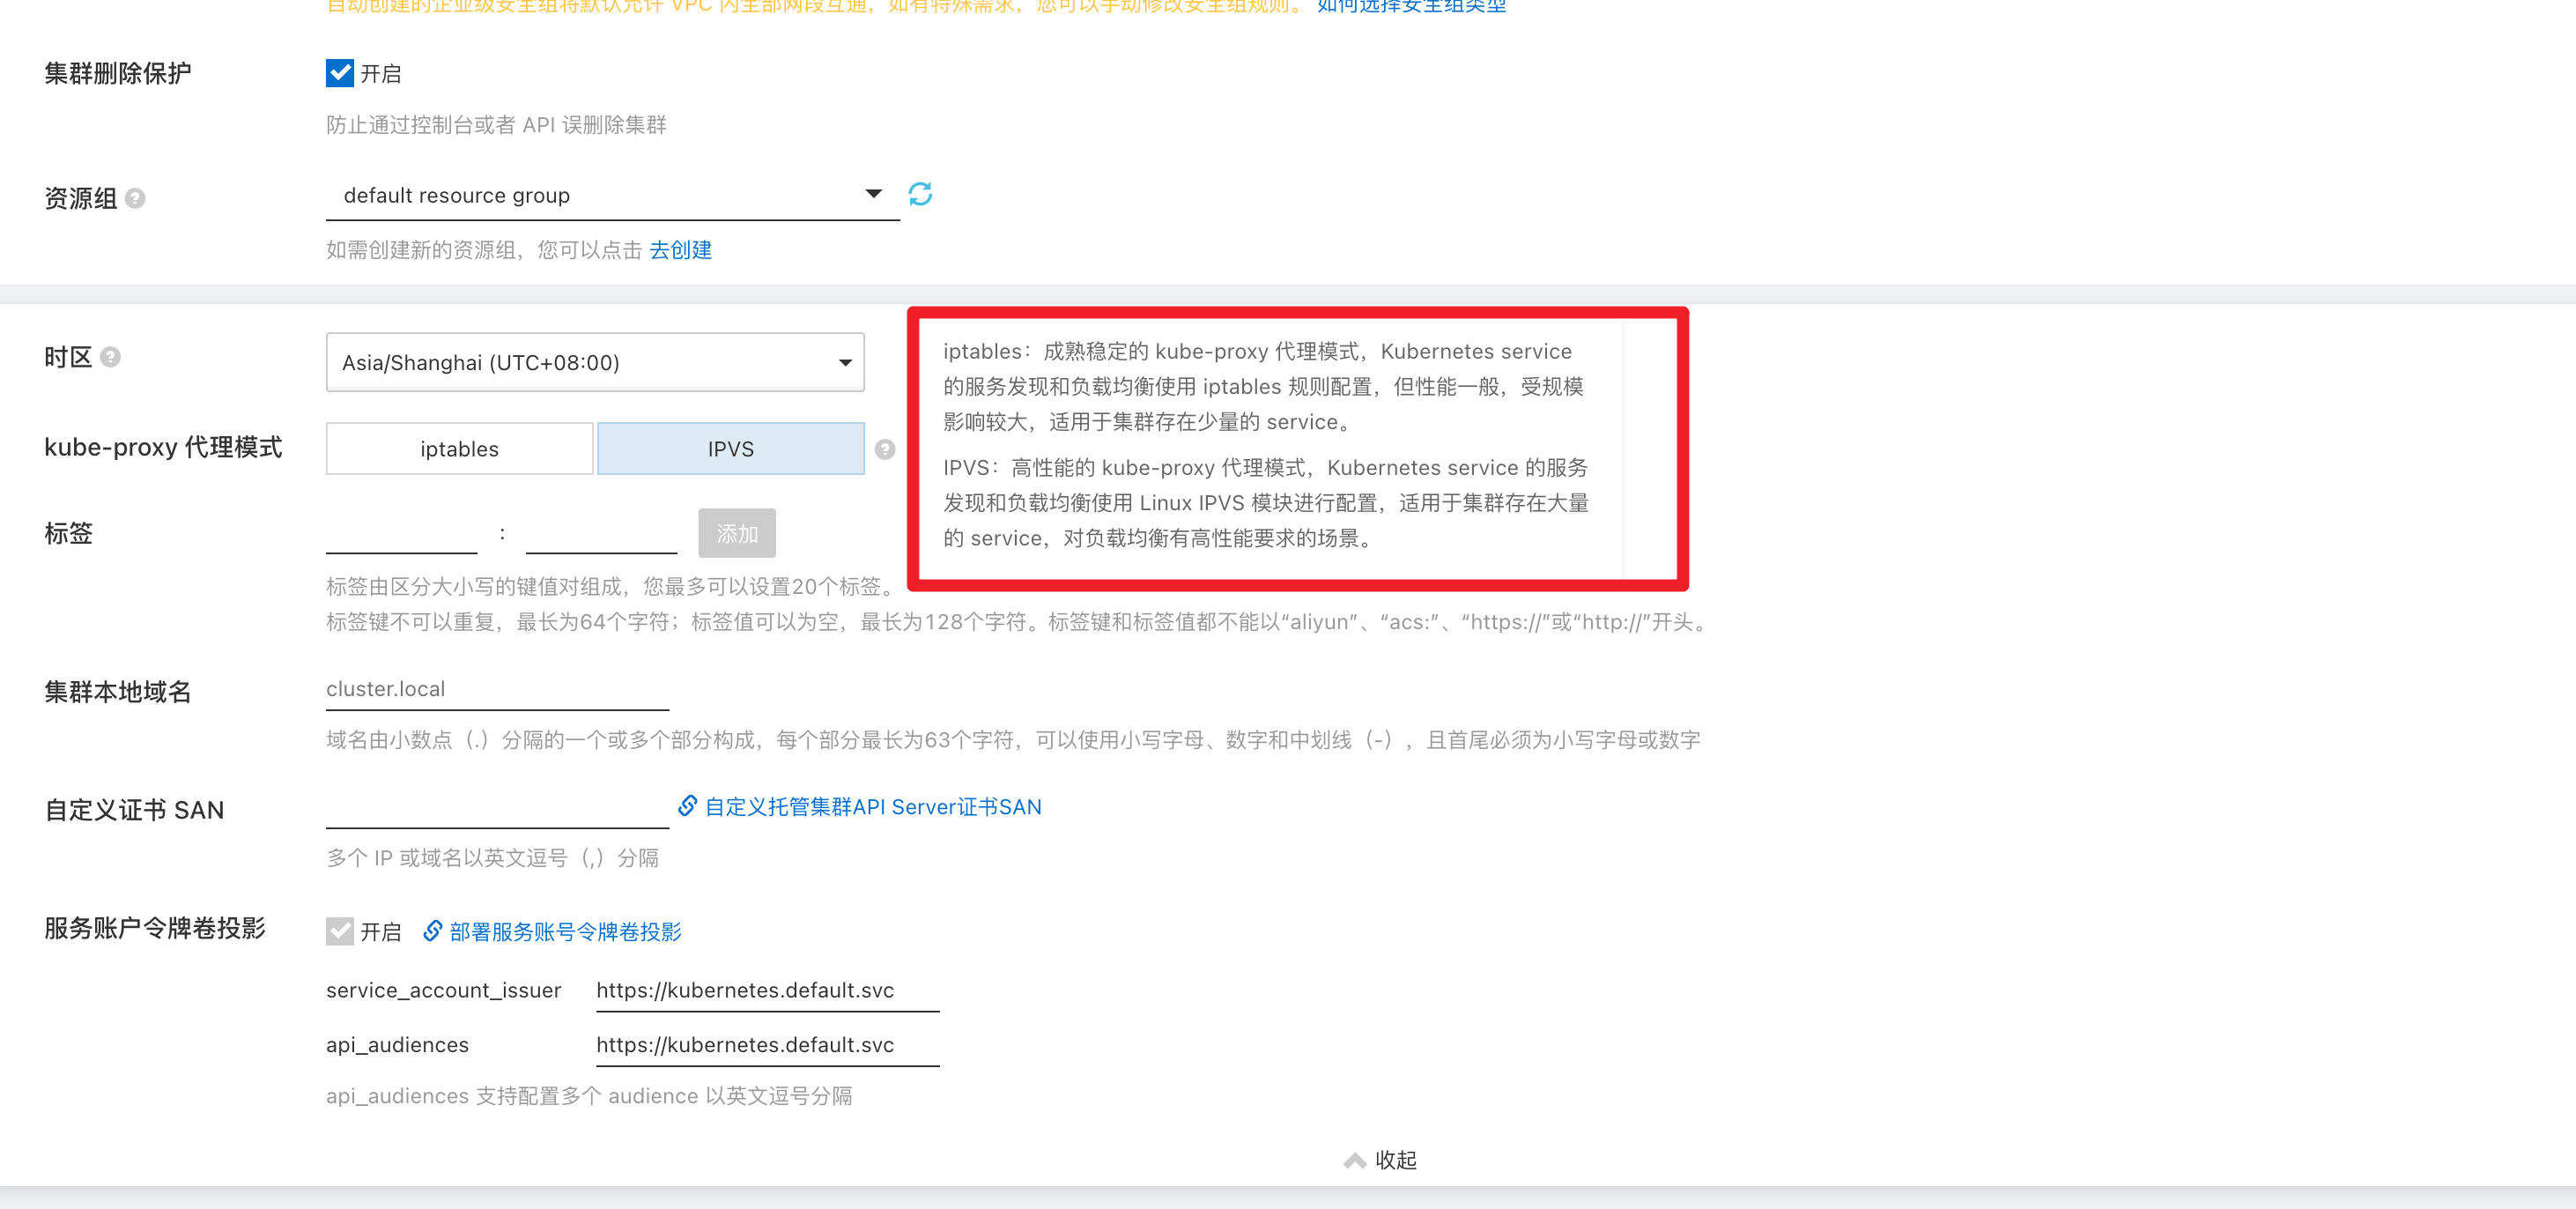 自动创建的企业级安全组将默认允许 VPC 内全部网段互通，如有特殊需求，您可以手动修改安全组规则。 如何选择安全组类型
集群删除保护
开启
防止通过控制台或者 API 误删除集群
资源组
default resource group
如需创建新的资源组，您可以点击 去创建
时区
Asia/Shanghai (UTC+08:00)
kube-proxy 代理模式
iptables
IPVS
iptables：成熟稳定的 kube-proxy 代理模式，Kubernetes service
的服务发现和负载均衡使用 iptables 规则配置，但性能一般，受规模
影响较大，适用于集群存在少量的 service。
IPVS：高性能的 kube-proxy 代理模式，Kubernetes service 的服务
发现和负载均衡使用 Linux IPVS 模块进行配置，适用于集群存在大量
的 service，对负载均衡有高性能要求的场景。
标签
:
添加
标签由区分大小写的键值对组成，您最多可以设置20个标签。
标签键不可以重复，最长为64个字符；标签值可以为空，最长为128个字符。标签键和标签值都不能以“aliyun”、“acs:”、“https://”或“http://”开头。
集群本地域名
cluster.local
域名由小数点（.）分隔的一个或多个部分构成，每个部分最长为63个字符，可以使用小写字母、数字和中划线（-），且首尾必须为小写字母或数字
自定义证书 SAN
自定义托管集群API Server证书SAN
多个 IP 或域名以英文逗号（,）分隔
服务账户令牌卷投影
开启
部署服务账号令牌卷投影
service_account_issuer
https://kubernetes.default.svc
api_audiences
https://kubernetes.default.svc
api_audiences 支持配置多个 audience 以英文逗号分隔
收起